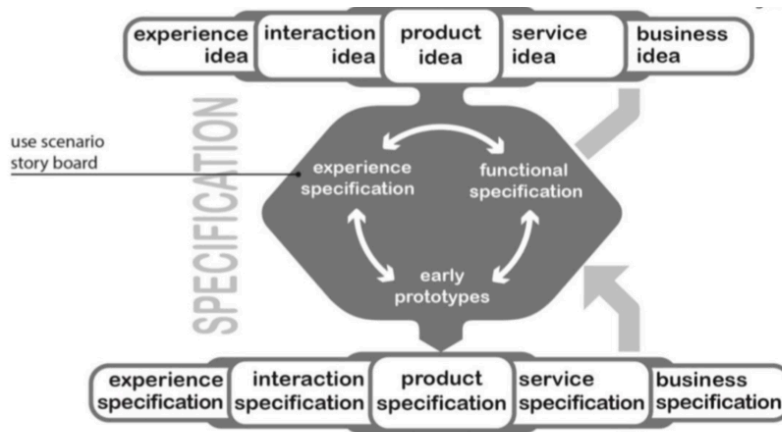 experience idea
interaction idea
product idea
service idea
business idea
SPECIFICATION
use scenario
story board
experience
specification
functional
specification
early
prototypes
experience specification
interaction specification
product specification
service specification
business specification